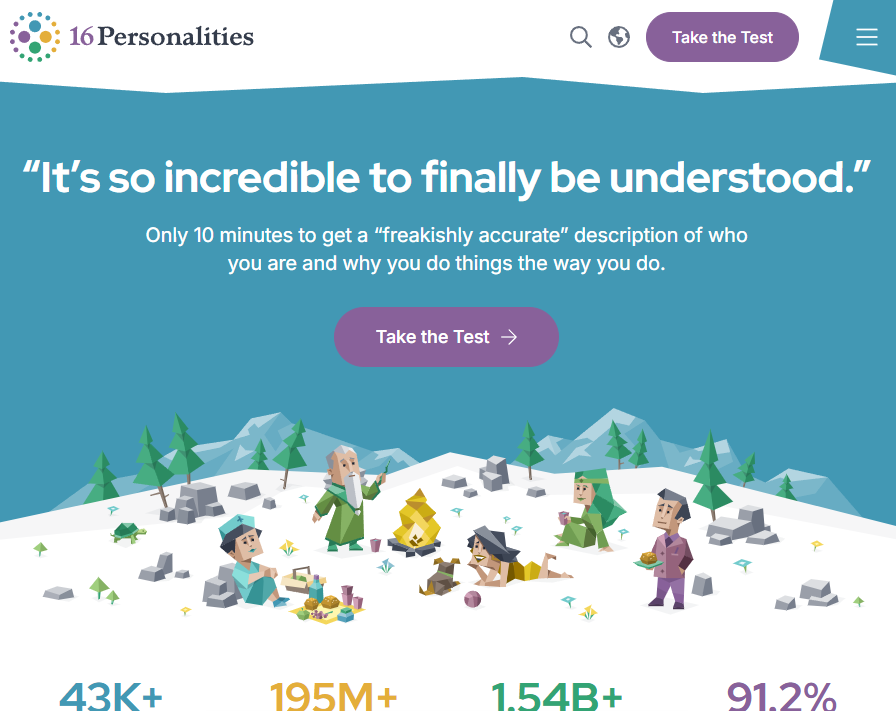 16Personalities
Take the Test
“It’s so incredible to finally be understood.”
Only 10 minutes to get a “freakishly accurate” description of who
you are and why you do things the way you do.
Take the Test →
43K+ 195M+ 1.54B+ 91.2%